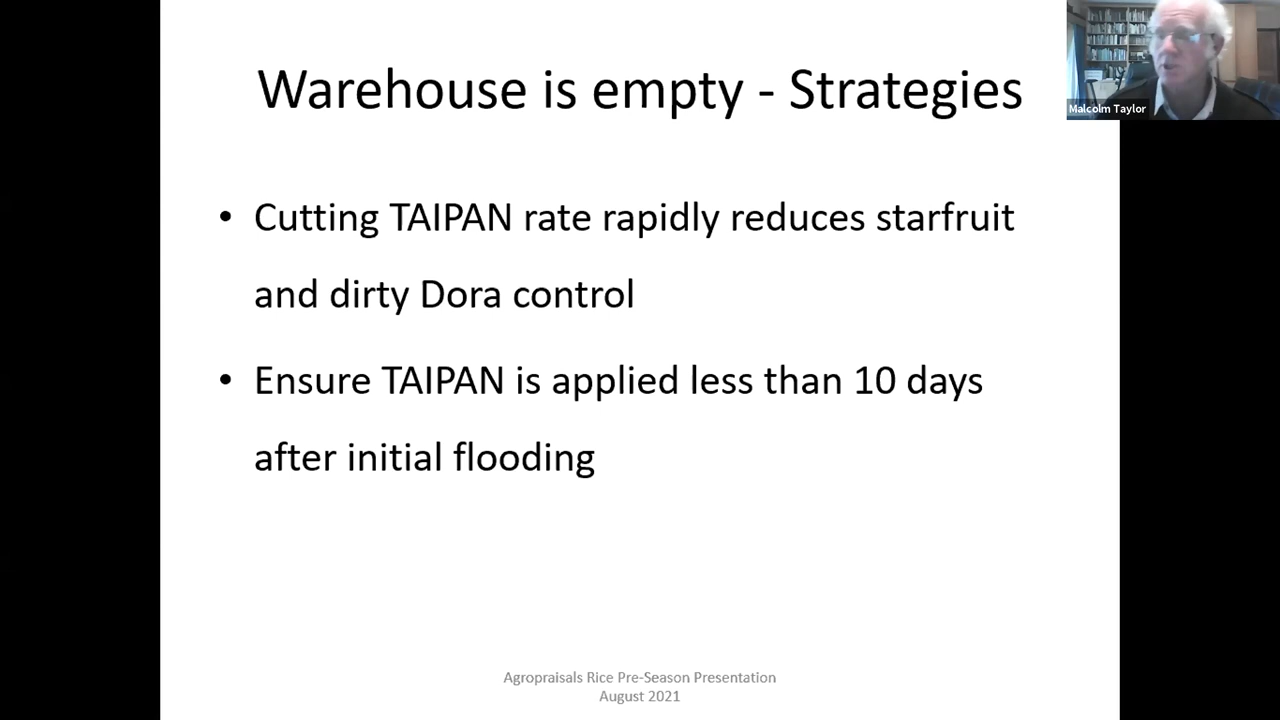 Warehouse is empty - Strategies
Malcolm Taylor
• Cutting TAIPAN rate rapidly reduces starfruit
and dirty Dora control
• Ensure TAIPAN is applied less than 10 days
after initial flooding
Agropraisals Rice Pre-Season Presentation
August 2021